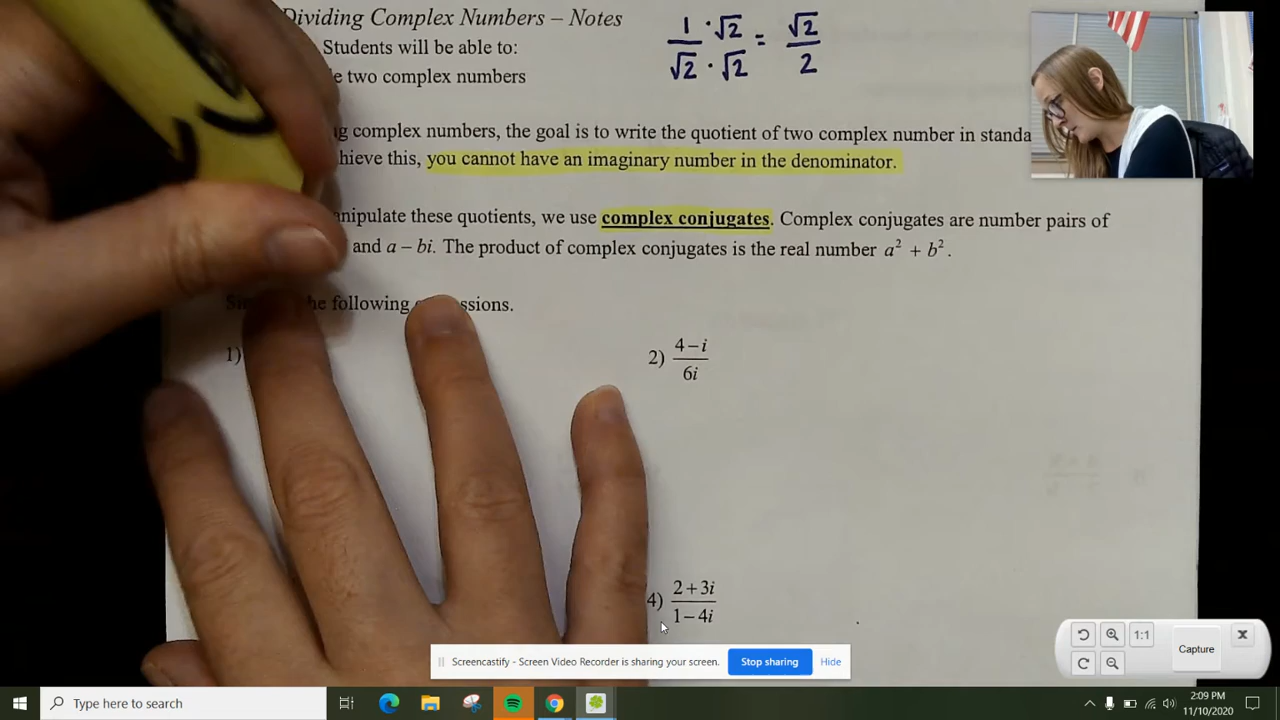 Dividing Complex Numbers – Notes
Students will be able to:
two complex numbers
1 · √2 / √2 · √2 = √2 / 2
complex numbers, the goal is to write the quotient of two complex number in
this, you cannot have an imaginary number in the denominator.
these quotients, we use complex conjugates. Complex conjugates are number pairs of
and a – bi. The product of complex conjugates is the real number a² + b².
following
1)
2) (4 – i) / 6i
4) (2 + 3i) / (1 – 4i)
1:1
Capture
Screencastify - Screen Video Recorder is sharing your screen.
Stop sharing
Hide
Type here to search
2:09 PM
11/10/2020